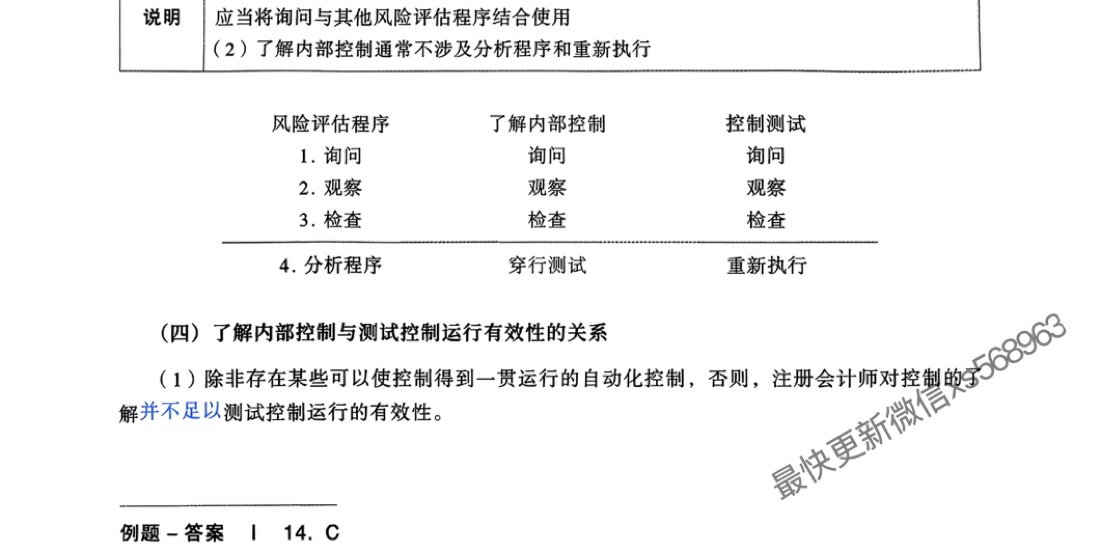 说明
应当将询问与其他风险评估程序结合使用
（2）了解内部控制通常不涉及分析程序和重新执行
风险评估程序 了解内部控制 控制测试
1. 询问 询问 询问
2. 观察 观察 观察
3. 检查 检查 检查
4. 分析程序 穿行测试 重新执行
（四）了解内部控制与测试控制运行有效性的关系
（1）除非存在某些可以使控制得到一贯运行的自动化控制，否则，注册会计师对控制的了
解并不足以测试控制运行的有效性。
最快更新微信xs568963
例题－答案 | 14. C